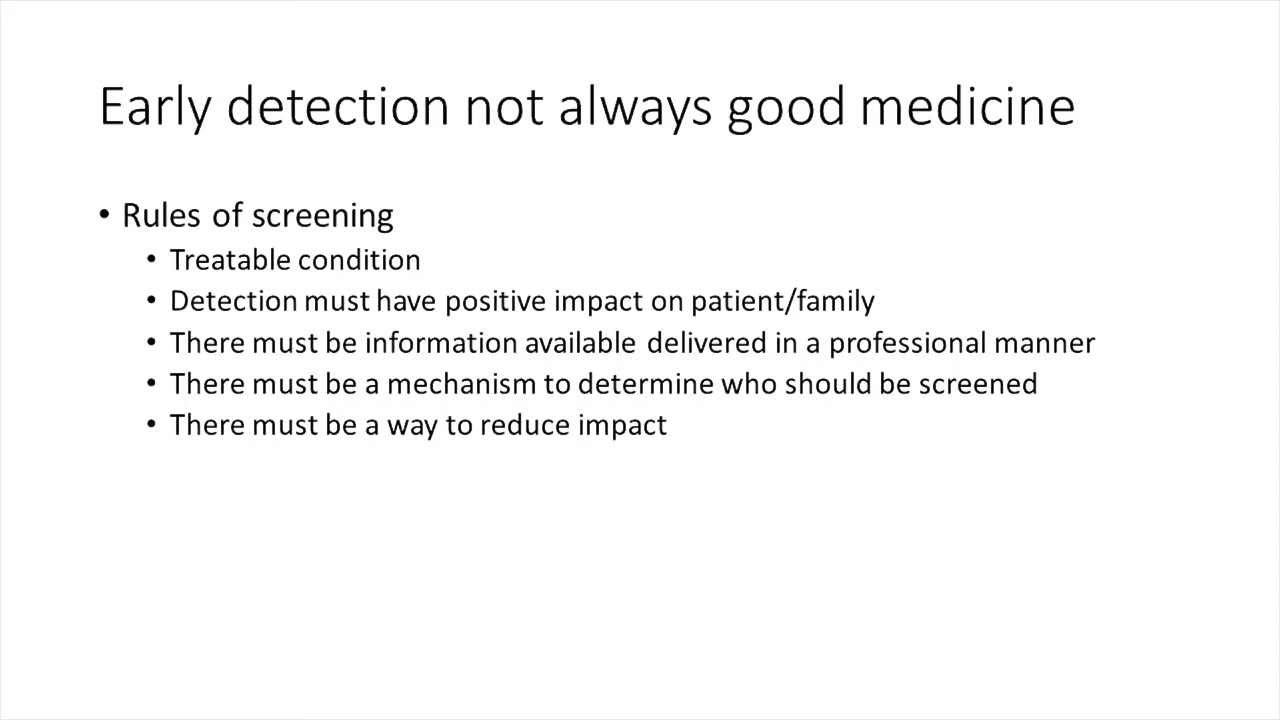 Early detection not always good medicine
• Rules of screening
• Treatable condition
• Detection must have positive impact on patient/family
• There must be information available delivered in a professional manner
• There must be a mechanism to determine who should be screened
• There must be a way to reduce impact